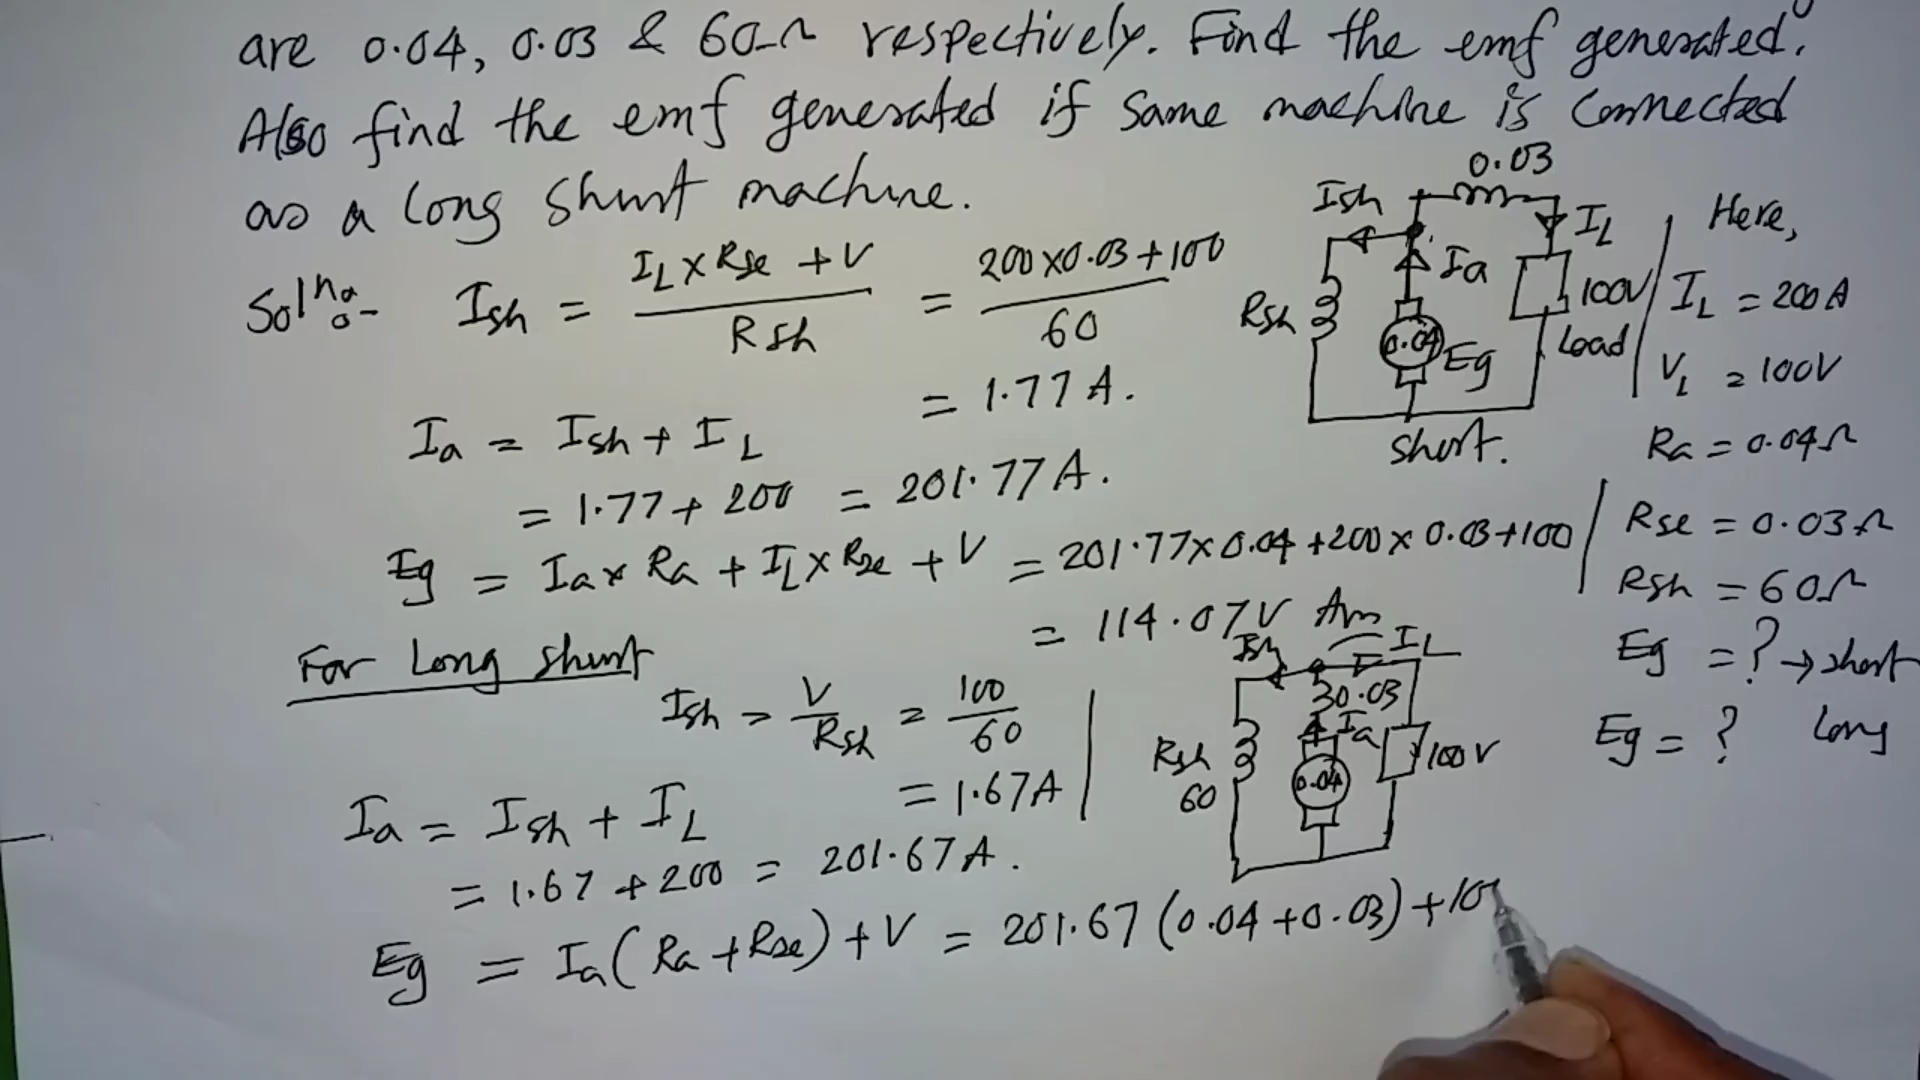 are 0.04, 0.03 & 60Ω respectively. Find the emf generated?
Also find the emf generated if same machine is connected
as a long shunt machine.
Solⁿ:- Ish = (IL×Rse+V)/Rsh = (200×0.03+100)/60
= 1.77A.
Ia = Ish + IL
= 1.77 + 200 = 201.77A.
Eg = Ia×Ra + IL×Rse + V = 201.77×0.04+200×0.03+100
= 114.07V Ans
For Long shunt
Ish = V/Rsh = 100/60
= 1.67A
Ia = Ish + IL
= 1.67 + 200 = 201.67A.
Eg = Ia(Ra+Rse)+V = 201.67(0.04+0.03)+10
0.03
Ish
IL
Ia
Rsh
0.04
Eg
100V
Load
short.
Here,
IL = 200A
VL = 100V
Ra = 0.04Ω
Rse = 0.03Ω
Rsh = 60Ω
Eg = ? → short
Eg = ? Long
Ish
IL
0.03
Ia
Rsh
60
0.04
100V